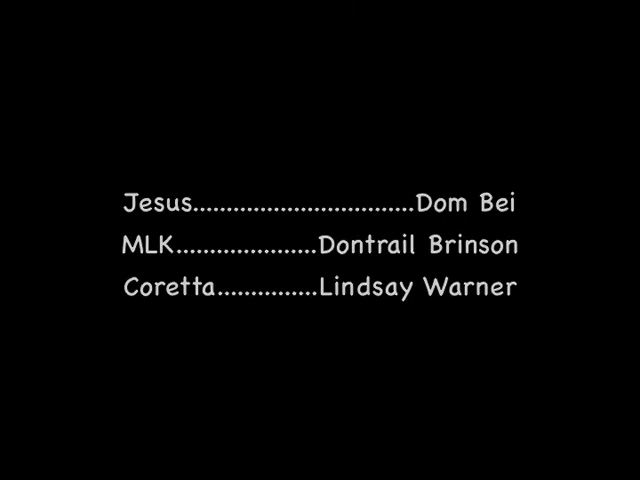 Jesus.................................Dom Bei
MLK.....................Dontrail Brinson
Coretta...............Lindsay Warner